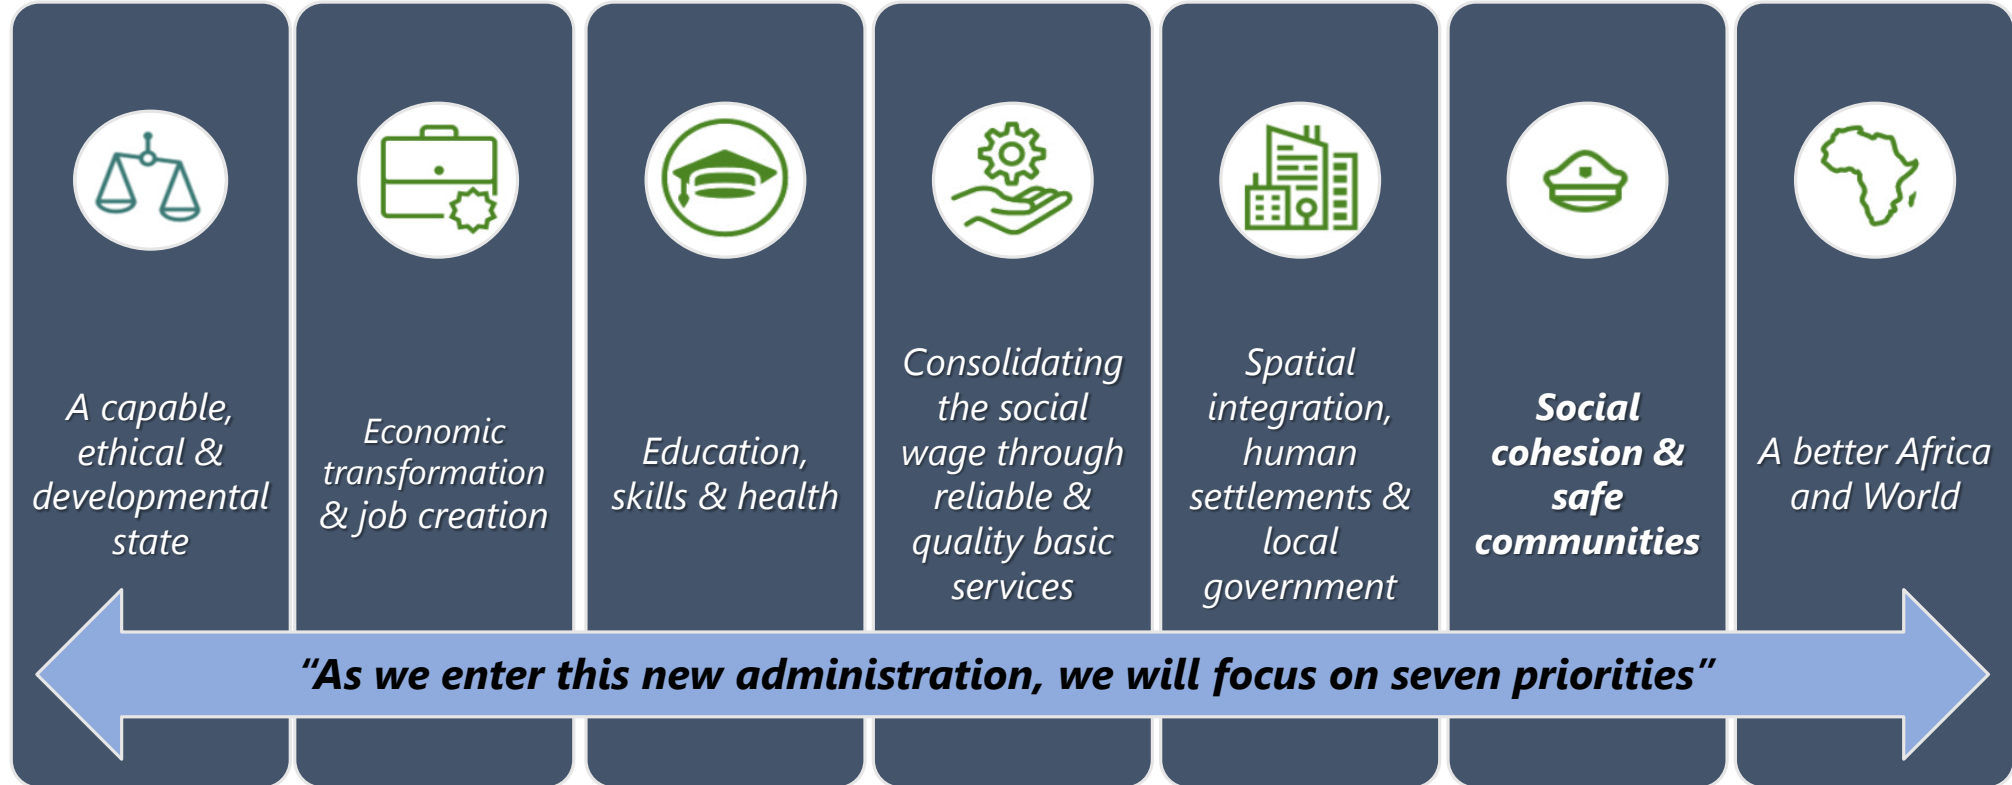 A capable,
ethical &
developmental
state
Economic
transformation
& job creation
Education,
skills & health
Consolidating
the social
wage through
reliable &
quality basic
services
Spatial
integration,
human
settlements &
local
government
Social
cohesion &
safe
communities
A better Africa
and World
“As we enter this new administration, we will focus on seven priorities”